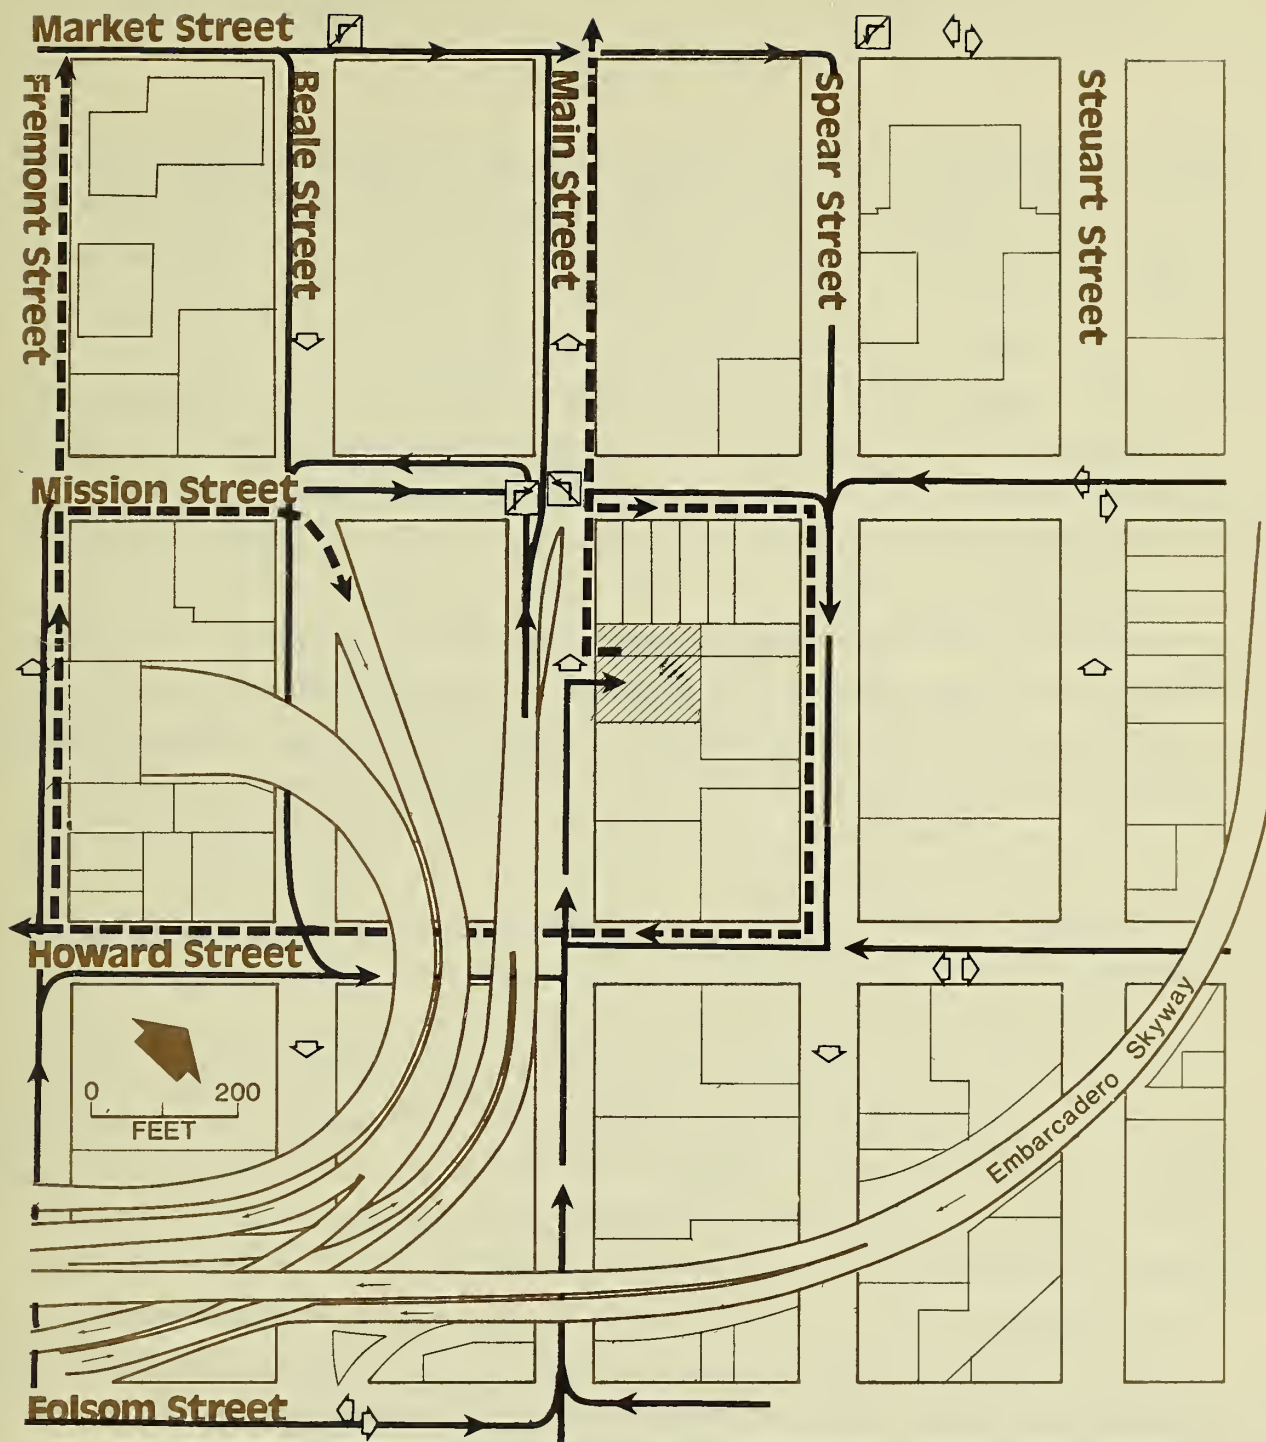 Market Street
Fremont Street
Beale Street
Main Street
Spear Street
Steuart Street
Mission Street
Howard Street
0 200
FEET
Embarcadero Skyway
Folsom Street